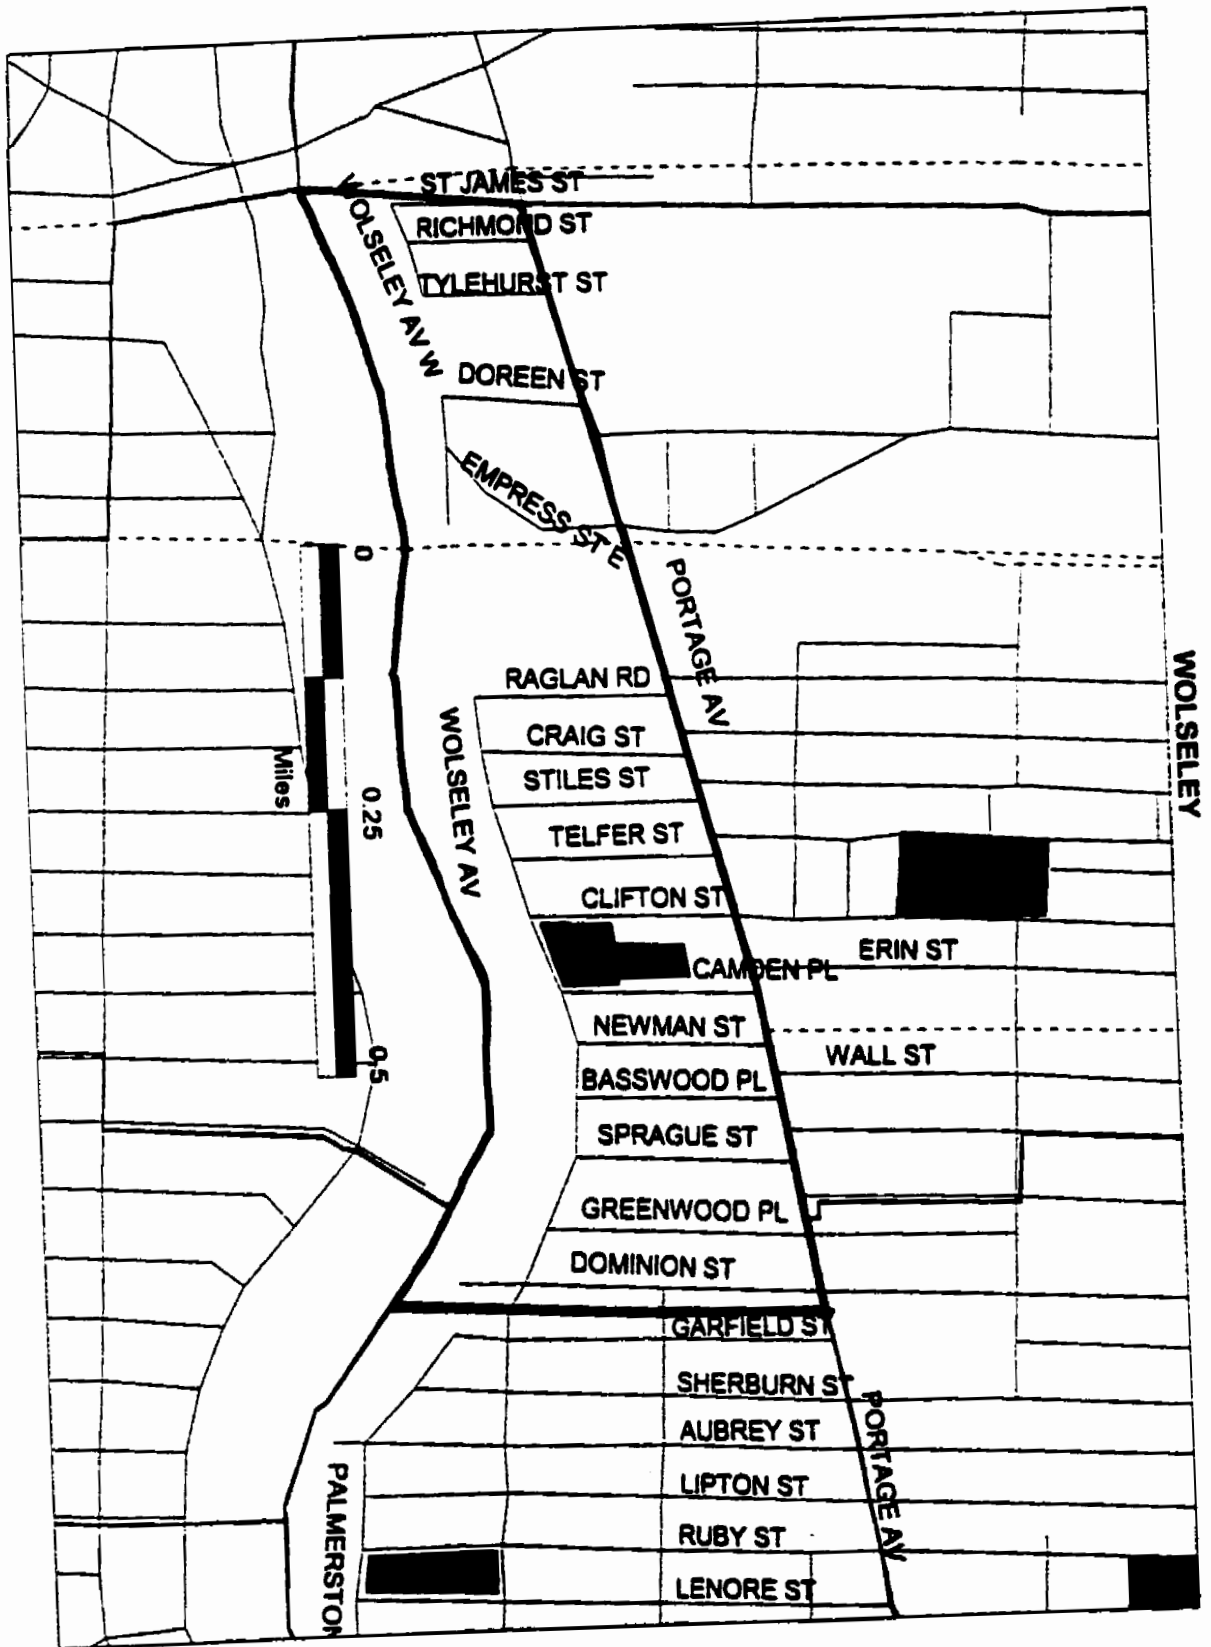 ST JAMES ST
WOLSELEY AV W
RICHMOND ST
TYLEHURST ST
DOREEN ST
EMPRESS ST E
0
PORTAGE AV
WOLSELEY
RAGLAN RD
WOLSELEY AV
CRAIG ST
Miles
STILES ST
0.25
TELFER ST
CLIFTON ST
ERIN ST
CAMDEN PL
NEWMAN ST
WALL ST
0.5
BASSWOOD PL
SPRAGUE ST
GREENWOOD PL
DOMINION ST
GARFIELD ST
SHERBURN ST
PORTAGE AV
AUBREY ST
PALMERSTON
LIPTON ST
RUBY ST
LENORE ST